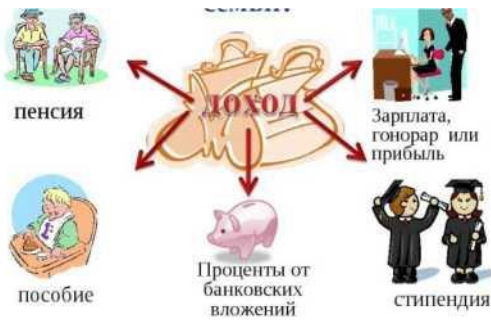 ДОХОД
пенсия
Зарплата,
гонорар или
прибыль
пособие
Проценты от
банковских
вложений
стипендия